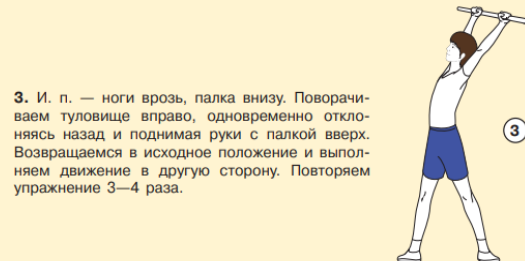 3. И. п. — ноги врозь, палка внизу. Поворачи-
ваем туловище вправо, одновременно откло-
няясь назад и поднимая руки с палкой вверх.
Возвращаемся в исходное положение и выпол-
няем движение в другую сторону. Повторяем
упражнение 3—4 раза.
3